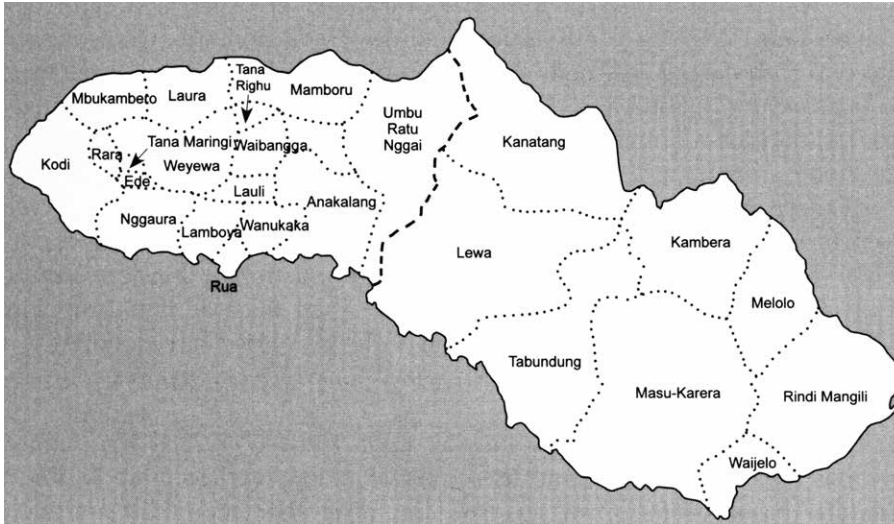 Tana
Righu
Mbukambeto
Laura
Mamboru
Umbu
Ratu
Nggai
Kanatang
Kodi
Rara
Tana Maringi
Waibangga
Weyewa
Ede
Lauli
Anakalang
Nggaura
Lamboya
Wanukaka
Rua
Lewa
Kambera
Melolo
Tabundung
Masu-Karera
Rindi Mangili
Waijelo